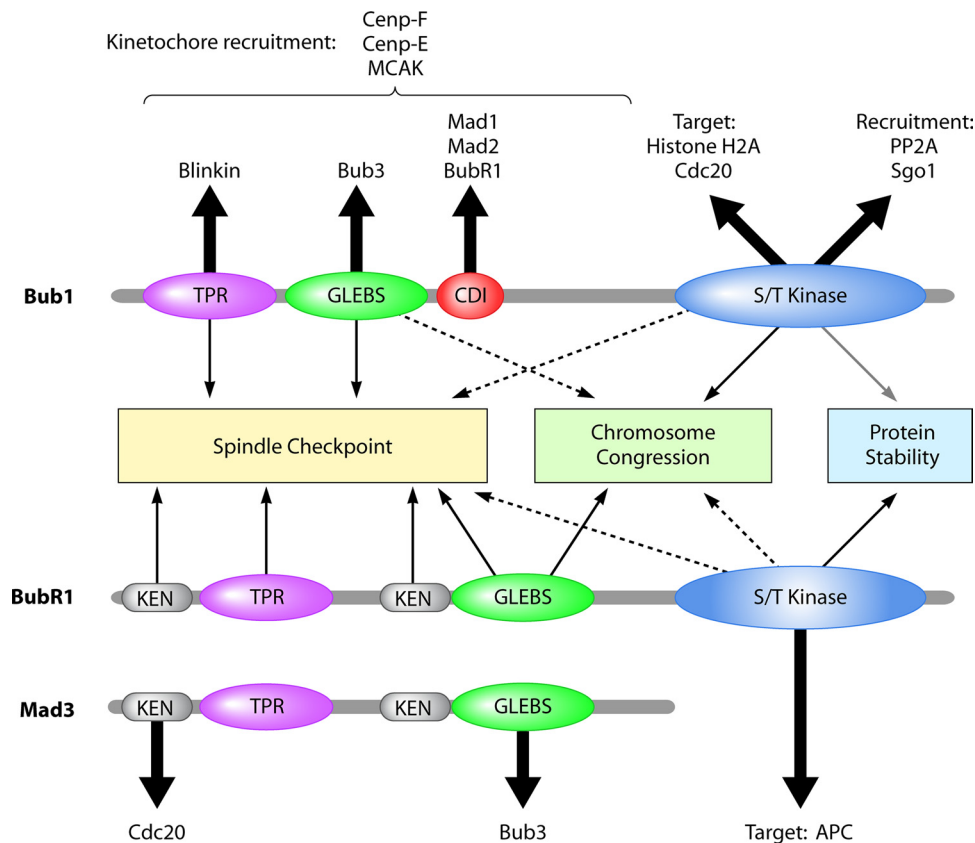 Kinetochore recruitment:
Cenp-F
Cenp-E
MCAK
Blinkin
Bub3
Mad1
Mad2
BubR1
Target:
Histone H2A
Cdc20
Recruitment:
PP2A
Sgo1
Bub1
TPR
GLEBS
CDI
S/T Kinase
Spindle Checkpoint
Chromosome
Congression
Protein
Stability
BubR1
KEN
TPR
KEN
GLEBS
S/T Kinase
Mad3
KEN
TPR
KEN
GLEBS
Cdc20
Bub3
Target: APC